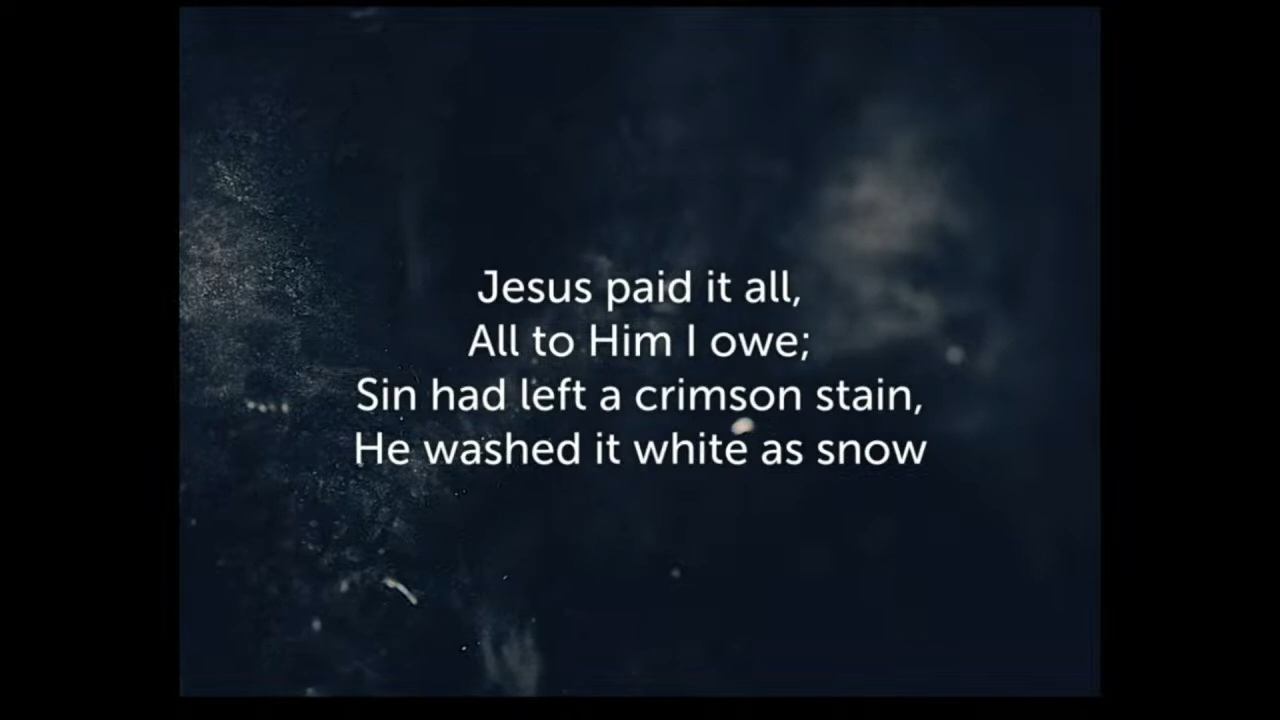 Jesus paid it all,
All to Him I owe;
Sin had left a crimson stain,
He washed it white as snow